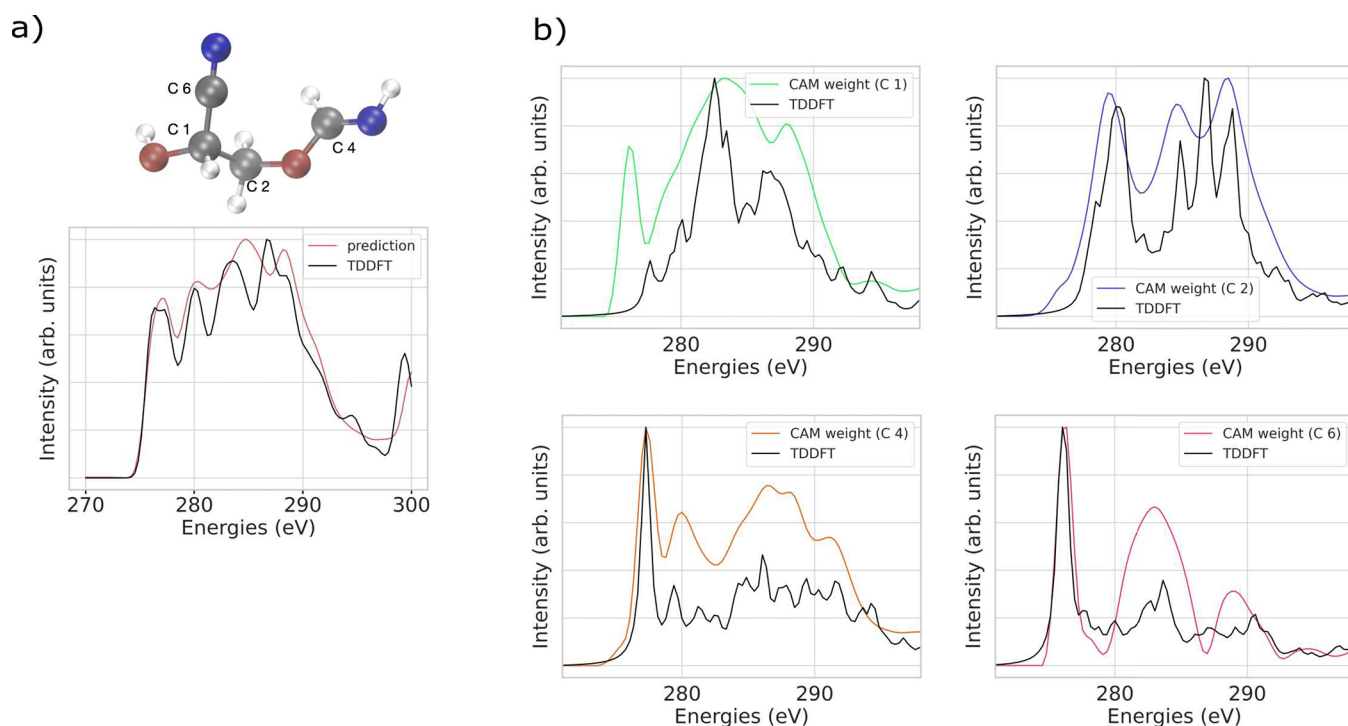 a)
C 6
C 1
C 2
C 4
prediction
TDDFT
Intensity (arb. units)
270 280 290 300
Energies (eV)
b)
CAM weight (C 1)
TDDFT
Intensity (arb. units)
280 290
Energies (eV)
CAM weight (C 2)
TDDFT
Intensity (arb. units)
280 290
Energies (eV)
CAM weight (C 4)
TDDFT
Intensity (arb. units)
280 290
Energies (eV)
CAM weight (C 6)
TDDFT
Intensity (arb. units)
280 290
Energies (eV)